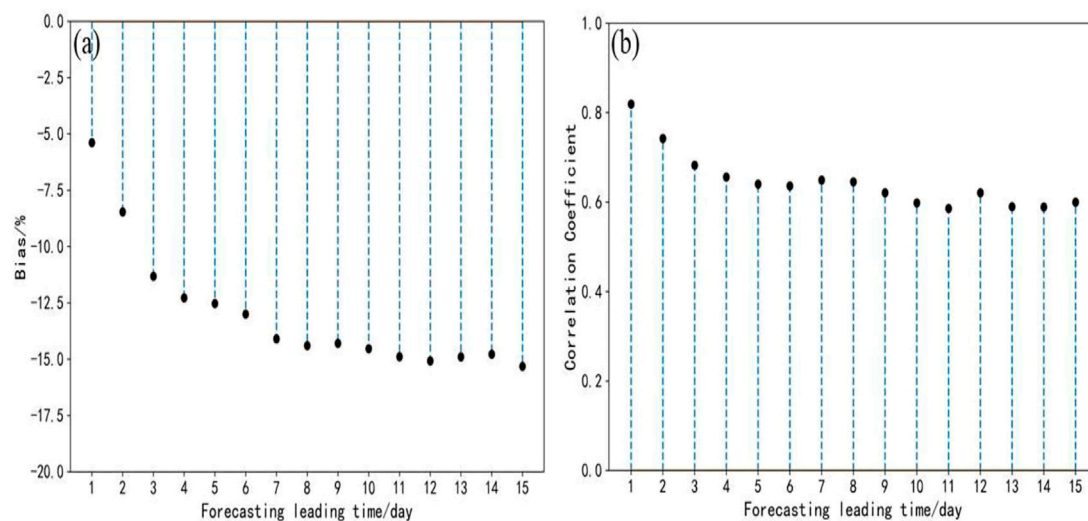 (a)
Bias/%
0.0
-2.5
-5.0
-7.5
-10.0
-12.5
-15.0
-17.5
-20.0
1 2 3 4 5 6 7 8 9 10 11 12 13 14 15
Forecasting leading time/day
(b)
Correlation Coefficient
1.0
0.8
0.6
0.4
0.2
0.0
1 2 3 4 5 6 7 8 9 10 11 12 13 14 15
Forecasting leading time/day